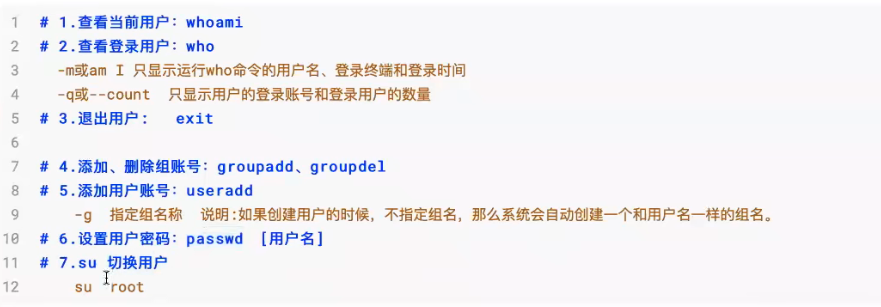 1 # 1.查看当前用户：whoami
2 # 2.查看登录用户：who
3 -m或am I 只显示运行who命令的用户名、登录终端和登录时间
4 -q或--count 只显示用户的登录账号和登录用户的数量
5 # 3.退出用户： exit
6
7 # 4.添加、删除组账号：groupadd、groupdel
8 # 5.添加用户账号：useradd
9 -g 指定组名称 说明:如果创建用户的时候，不指定组名，那么系统会自动创建一个和用户名一样的组名。
10 # 6.设置用户密码：passwd [用户名]
11 # 7.su 切换用户
12 su root